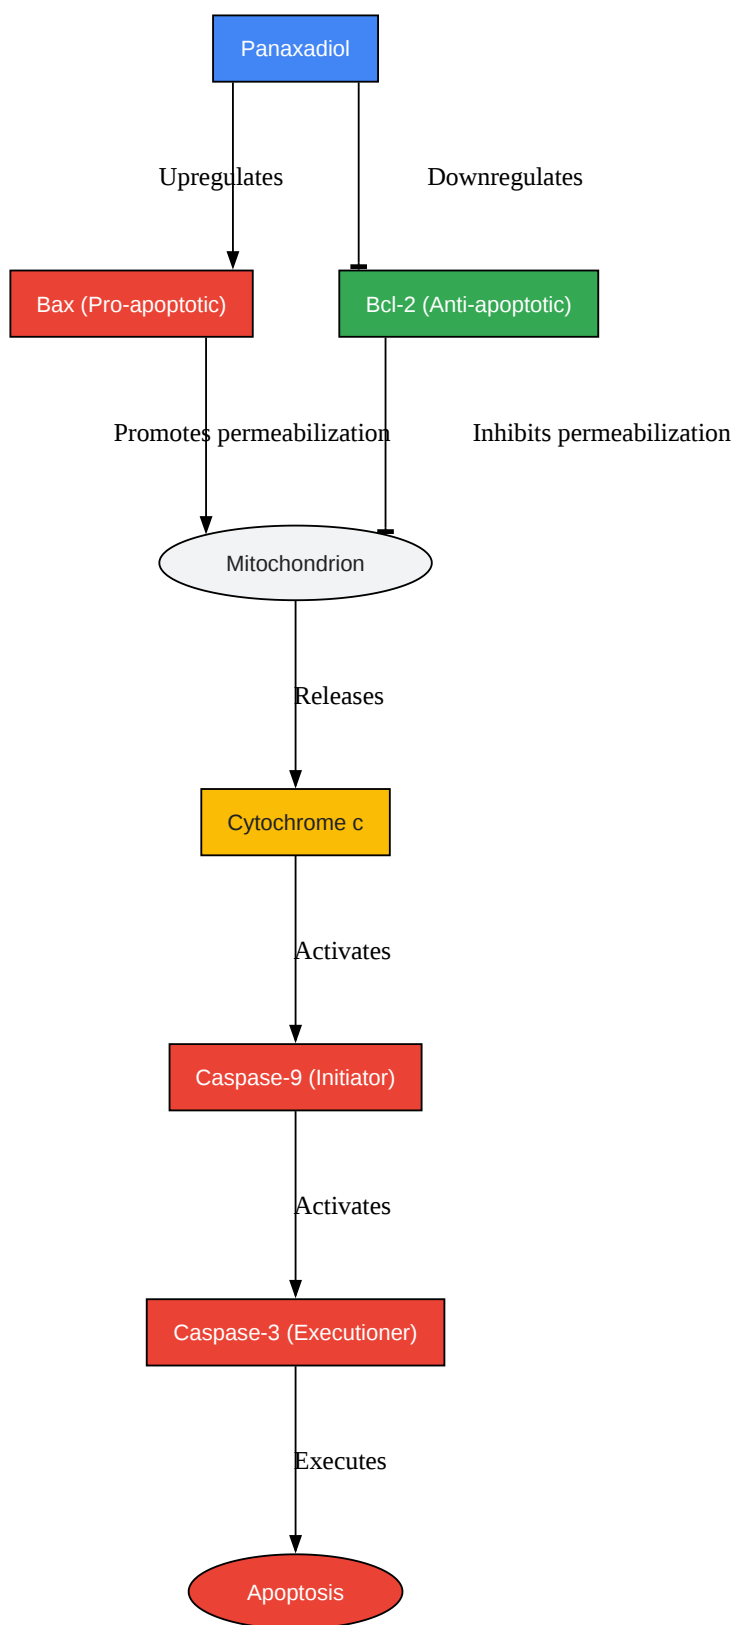 Panaxadiol
Upregulates
Downregulates
Bax (Pro-apoptotic)
Bcl-2 (Anti-apoptotic)
Promotes permeabilization
Inhibits permeabilization
Mitochondrion
Releases
Cytochrome c
Activates
Caspase-9 (Initiator)
Activates
Caspase-3 (Executioner)
Executes
Apoptosis